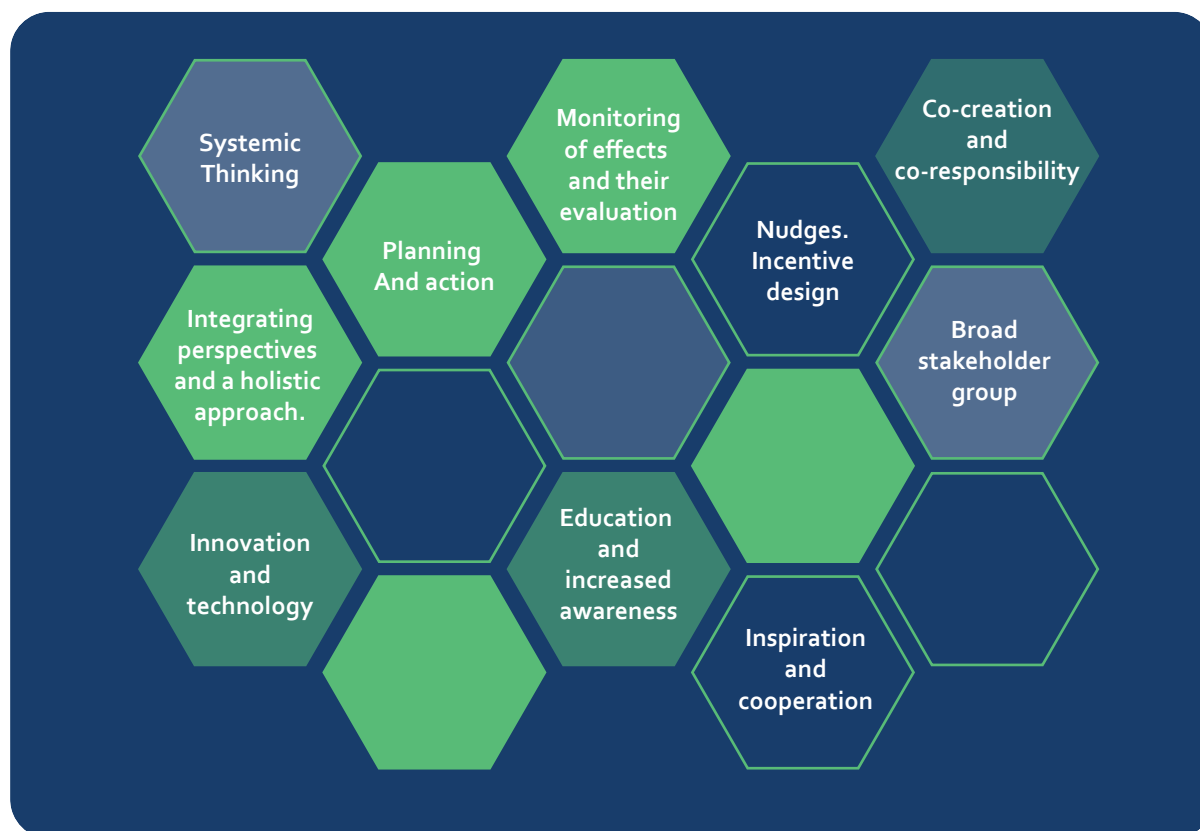 Systemic
Thinking
Monitoring
of effects
and their
evaluation
Co-creation
and
co-responsibility
Planning
And action
Nudges.
Incentive
design
Integrating
perspectives
and a holistic
approach.
Broad
stakeholder
group
Innovation
and
technology
Education
and
increased
awareness
Inspiration
and
cooperation